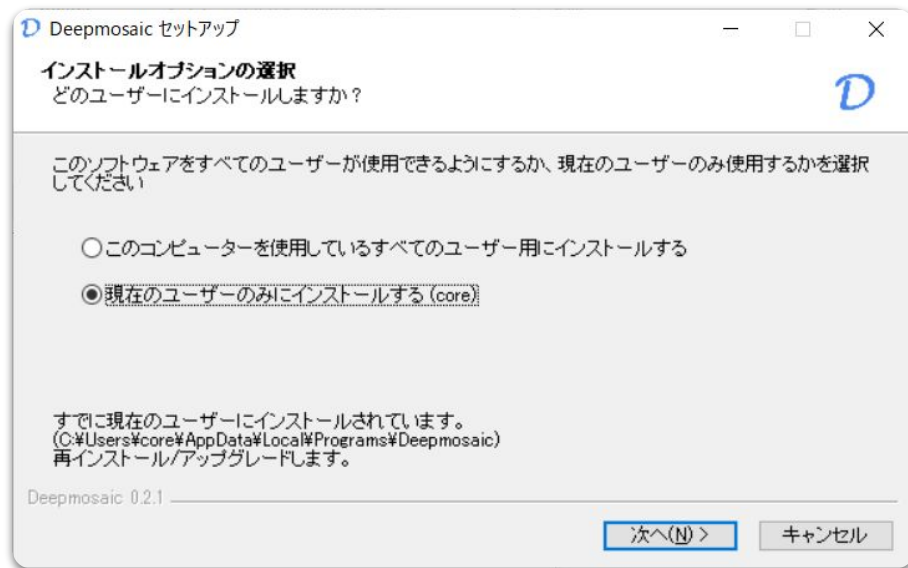 Deepmosaic セットアップ
インストールオプションの選択
どのユーザーにインストールしますか？
D
このソフトウェアをすべてのユーザーが使用できるようにするか、現在のユーザーのみ使用するかを選択
してください
このコンピューターを使用しているすべてのユーザー用にインストールする
現在のユーザーのみにインストールする (core)
すでに現在のユーザーにインストールされています。
(C:¥Users¥core¥AppData¥Local¥Programs¥Deepmosaic)
再インストール/アップグレードします。
Deepmosaic 0.2.1
次へ(N) >
キャンセル